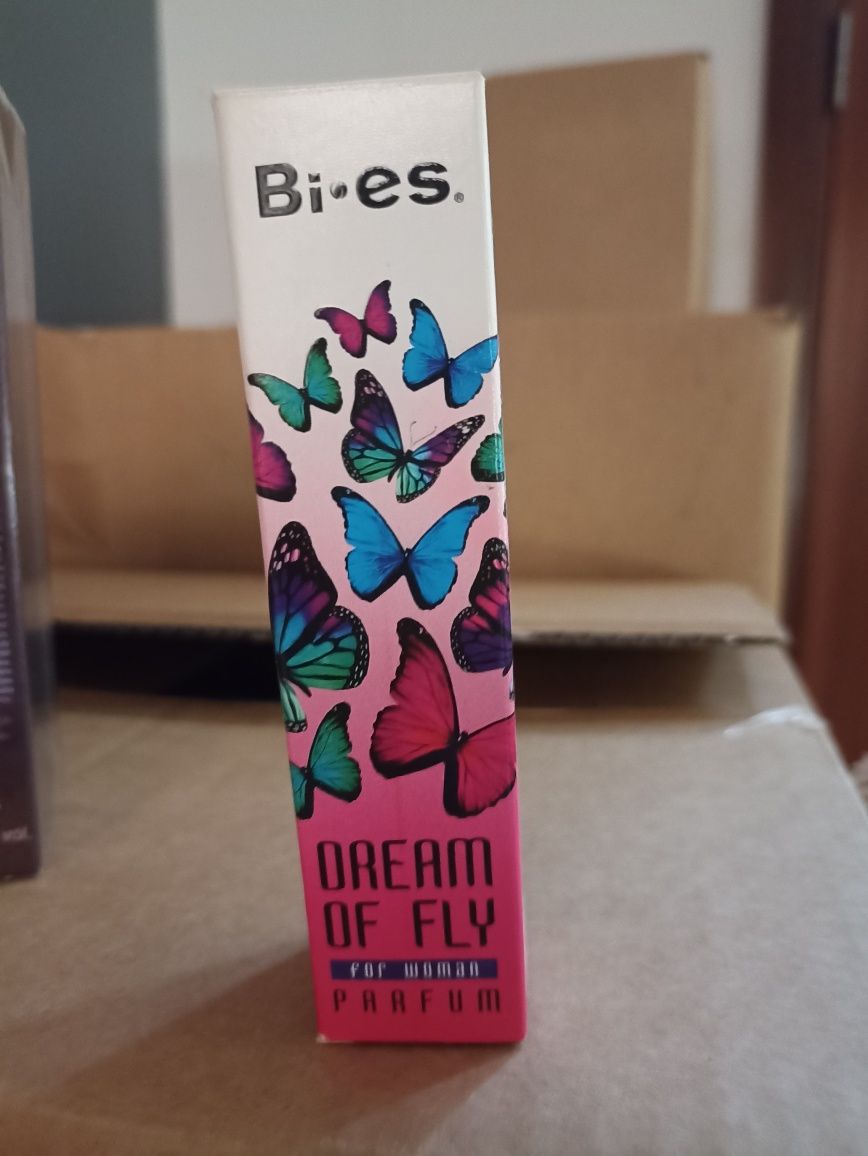 Bi•es®
DREAM
OF FLY
for woman
PARFUM